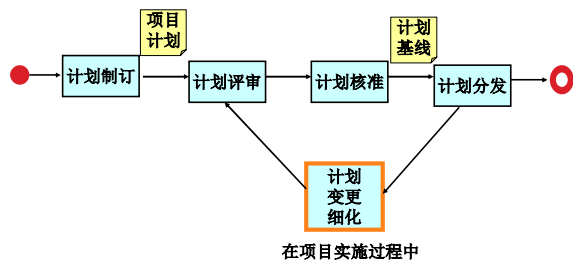 项目
计划
计划
基线
计划制订
计划评审
计划核准
计划分发
计划
变更
细化
在项目实施过程中